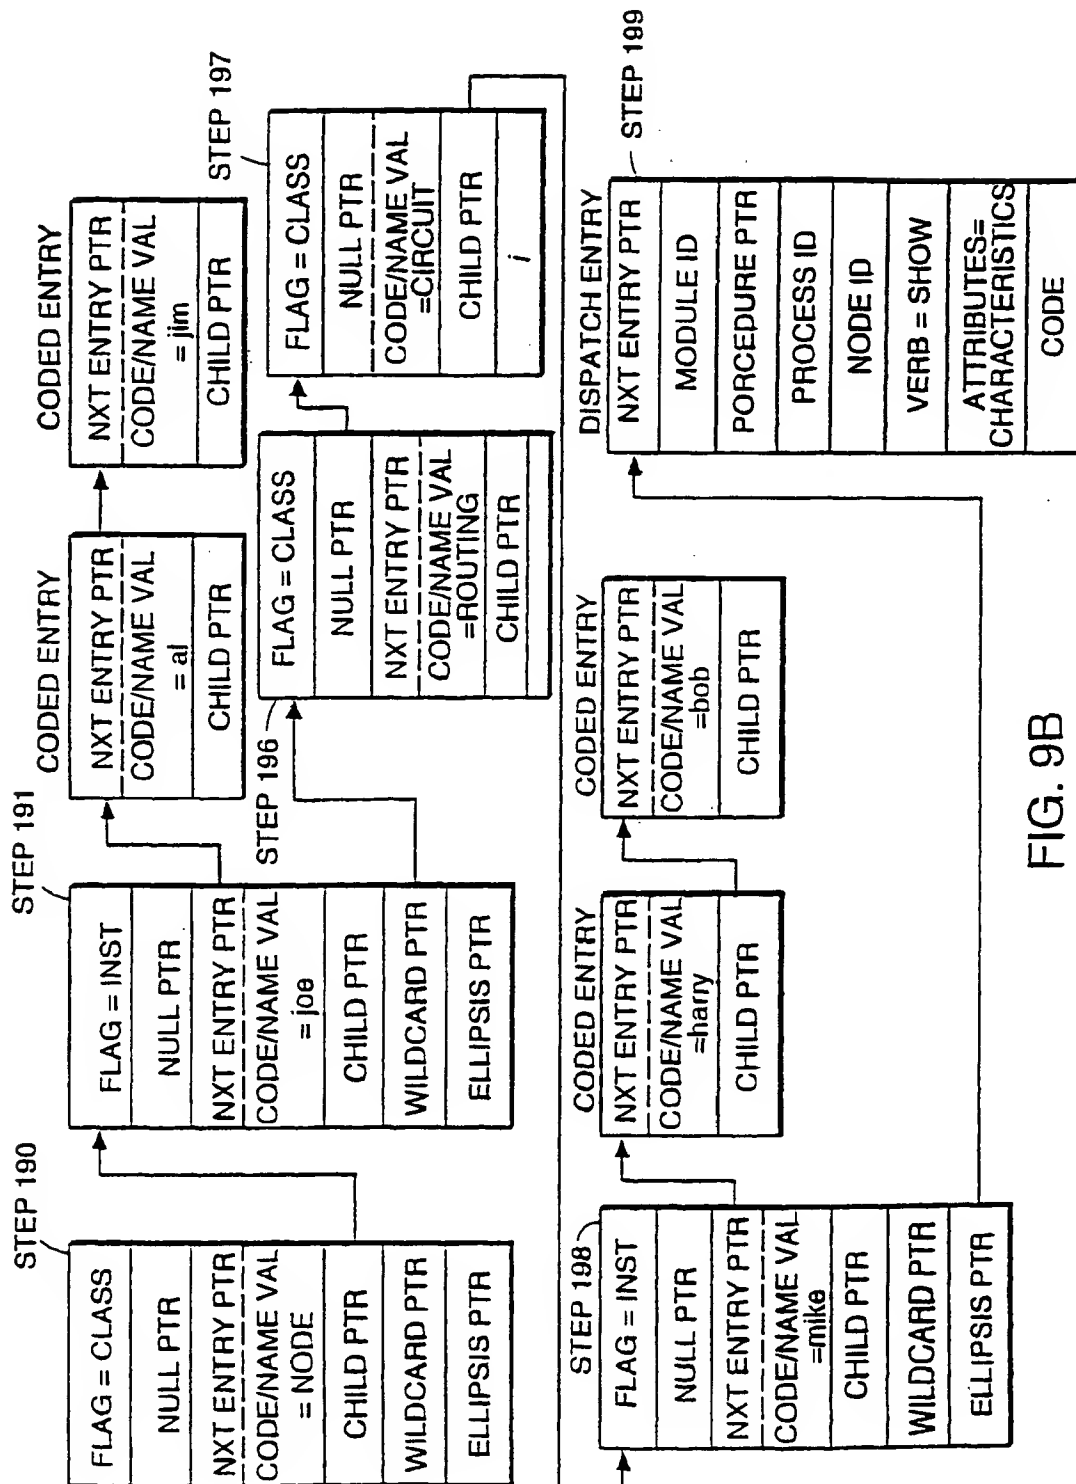 STEP 190
FLAG = CLASS
NULL PTR
NXT ENTRY PTR
CODE/NAME VAL
= NODE
CHILD PTR
WILDCARD PTR
ELLIPSIS PTR
STEP 191
FLAG = INST
NULL PTR
NXT ENTRY PTR
CODE/NAME VAL
= joe
CHILD PTR
WILDCARD PTR
ELLIPSIS PTR
CODED ENTRY
NXT ENTRY PTR
CODE/NAME VAL
= al
CHILD PTR
CODED ENTRY
NXT ENTRY PTR
CODE/NAME VAL
= jim
CHILD PTR
STEP 196
FLAG = CLASS
NULL PTR
NXT ENTRY PTR
CODE/NAME VAL
=ROUTING
CHILD PTR
STEP 197
FLAG = CLASS
NULL PTR
CODE/NAME VAL
=CIRCUIT
CHILD PTR
i
STEP 198
FLAG = INST
NULL PTR
NXT ENTRY PTR
CODE/NAME VAL
=mike
CHILD PTR
WILDCARD PTR
ELLIPSIS PTR
CODED ENTRY
NXT ENTRY PTR
CODE/NAME VAL
=harry
CHILD PTR
CODED ENTRY
NXT ENTRY PTR
CODE/NAME VAL
=bob
CHILD PTR
DISPATCH ENTRY
STEP 199
NXT ENTRY PTR
MODULE ID
PORCEDURE PTR
PROCESS ID
NODE ID
VERB = SHOW
ATTRIBUTES=
CHARACTERISTICS
CODE
FIG. 9B